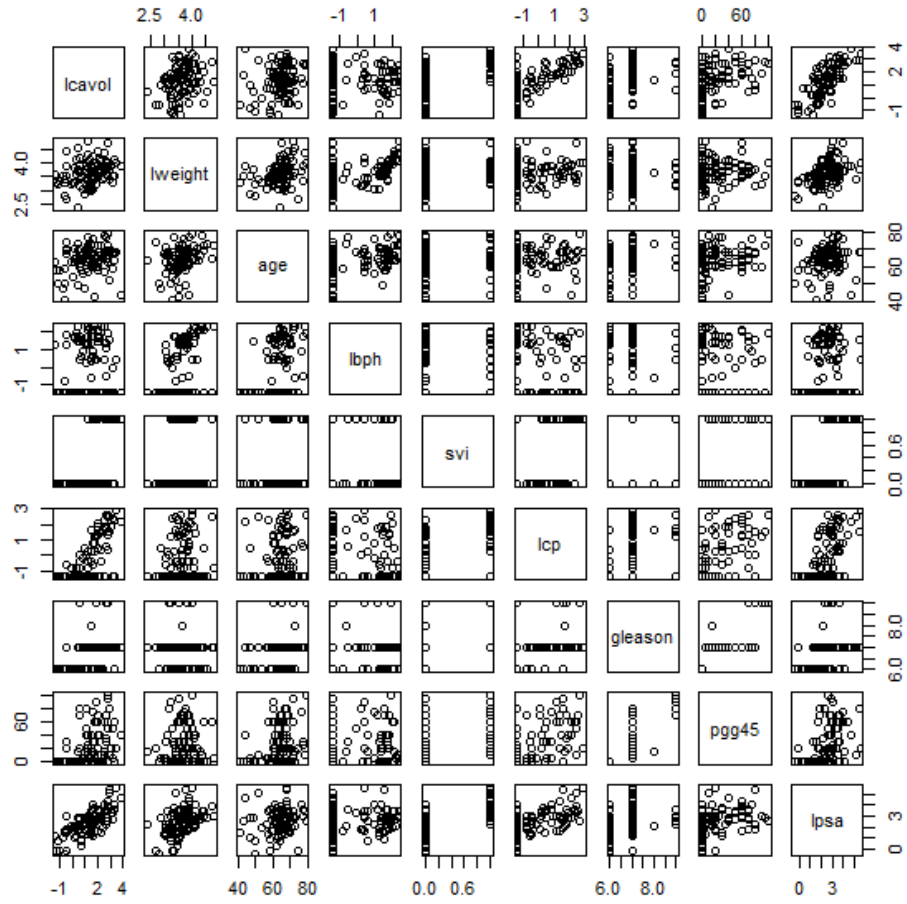 2.5 4.0 -1 1 -1 1 3 0 60
lcavol -1 2 4
2.5 4.0 lweight
age 40 60 80
-1 1 lbph
svi 0.0 0.6
-1 1 3 lcp
gleason 6.0 8.0
0 60 pgg45
lpsa 0 3
-1 2 4 40 60 80 0.0 0.6 6.0 8.0 0 3